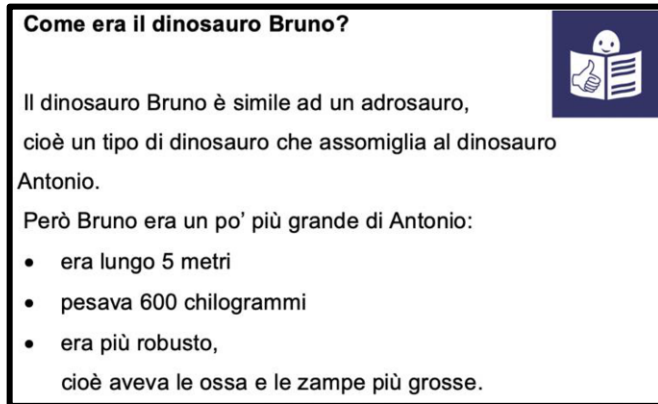 Come era il dinosauro Bruno?
Il dinosauro Bruno è simile ad un adrosauro,
cioè un tipo di dinosauro che assomiglia al dinosauro
Antonio.
Però Bruno era un po’ più grande di Antonio:
• era lungo 5 metri
• pesava 600 chilogrammi
• era più robusto,
cioè aveva le ossa e le zampe più grosse.